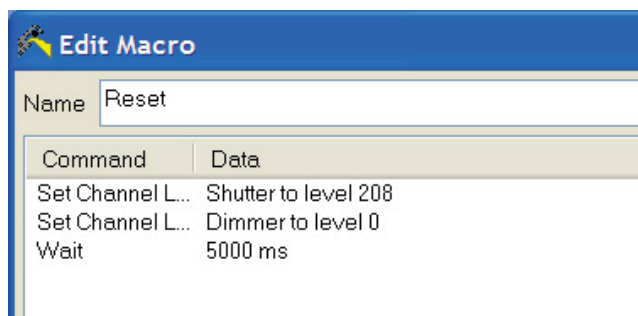 Edit Macro
Name Reset
Command Data
Set Channel L... Shutter to level 208
Set Channel L... Dimmer to level 0
Wait 5000 ms